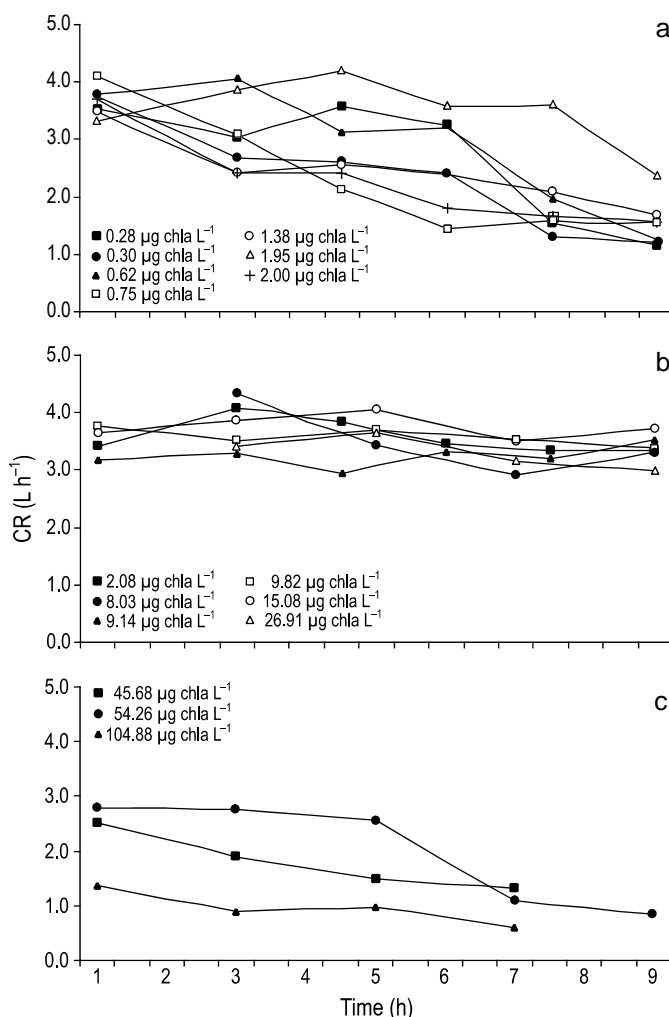 a
5.0
4.0
3.0
2.0
1.0
0.0
0.28 µg chla L⁻¹
0.30 µg chla L⁻¹
0.62 µg chla L⁻¹
0.75 µg chla L⁻¹
1.38 µg chla L⁻¹
1.95 µg chla L⁻¹
2.00 µg chla L⁻¹
b
5.0
4.0
3.0
2.0
1.0
0.0
CR (L h⁻¹)
2.08 µg chla L⁻¹
8.03 µg chla L⁻¹
9.14 µg chla L⁻¹
9.82 µg chla L⁻¹
15.08 µg chla L⁻¹
26.91 µg chla L⁻¹
c
5.0
4.0
3.0
2.0
1.0
0.0
45.68 µg chla L⁻¹
54.26 µg chla L⁻¹
104.88 µg chla L⁻¹
1 2 3 4 5 6 7 8 9
Time (h)